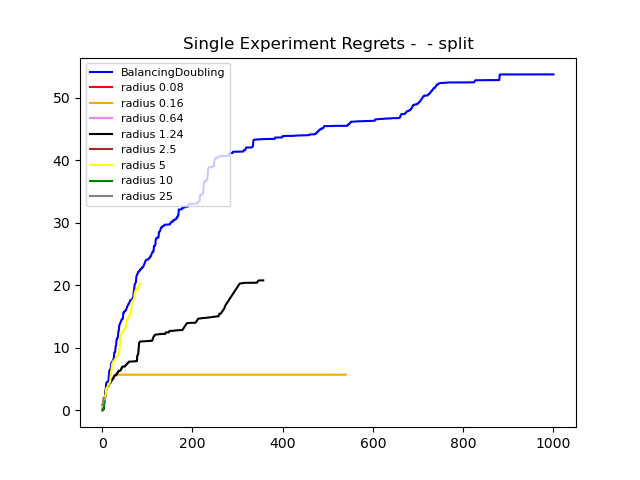 Single Experiment Regrets -  - split
BalancingDoubling
radius 0.08
radius 0.16
radius 0.64
radius 1.24
radius 2.5
radius 5
radius 10
radius 25
50
40
30
20
10
0
0 200 400 600 800 1000